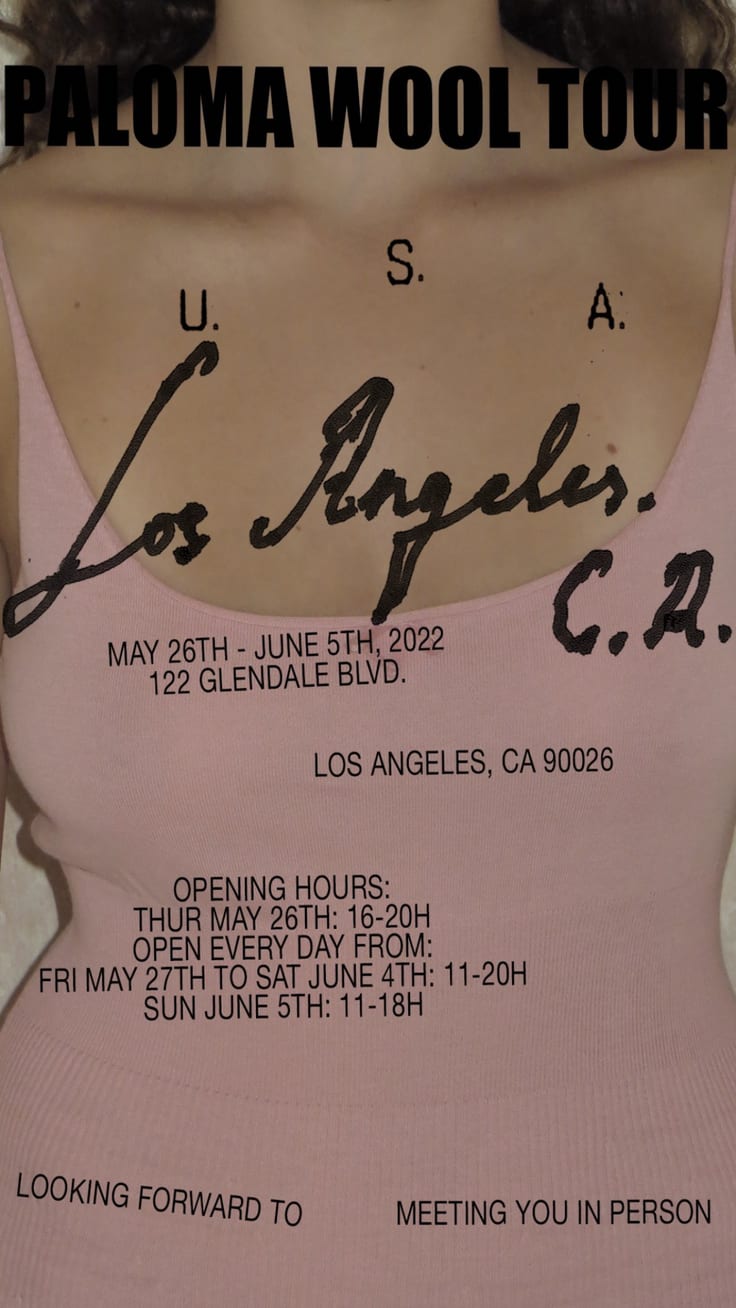 PALOMA WOOL TOUR
U. S. A.
Los Angeles.
C.A.
MAY 26TH - JUNE 5TH, 2022
122 GLENDALE BLVD.
LOS ANGELES, CA 90026
OPENING HOURS:
THUR MAY 26TH: 16-20H
OPEN EVERY DAY FROM:
FRI MAY 27TH TO SAT JUNE 4TH: 11-20H
SUN JUNE 5TH: 11-18H
LOOKING FORWARD TO MEETING YOU IN PERSON